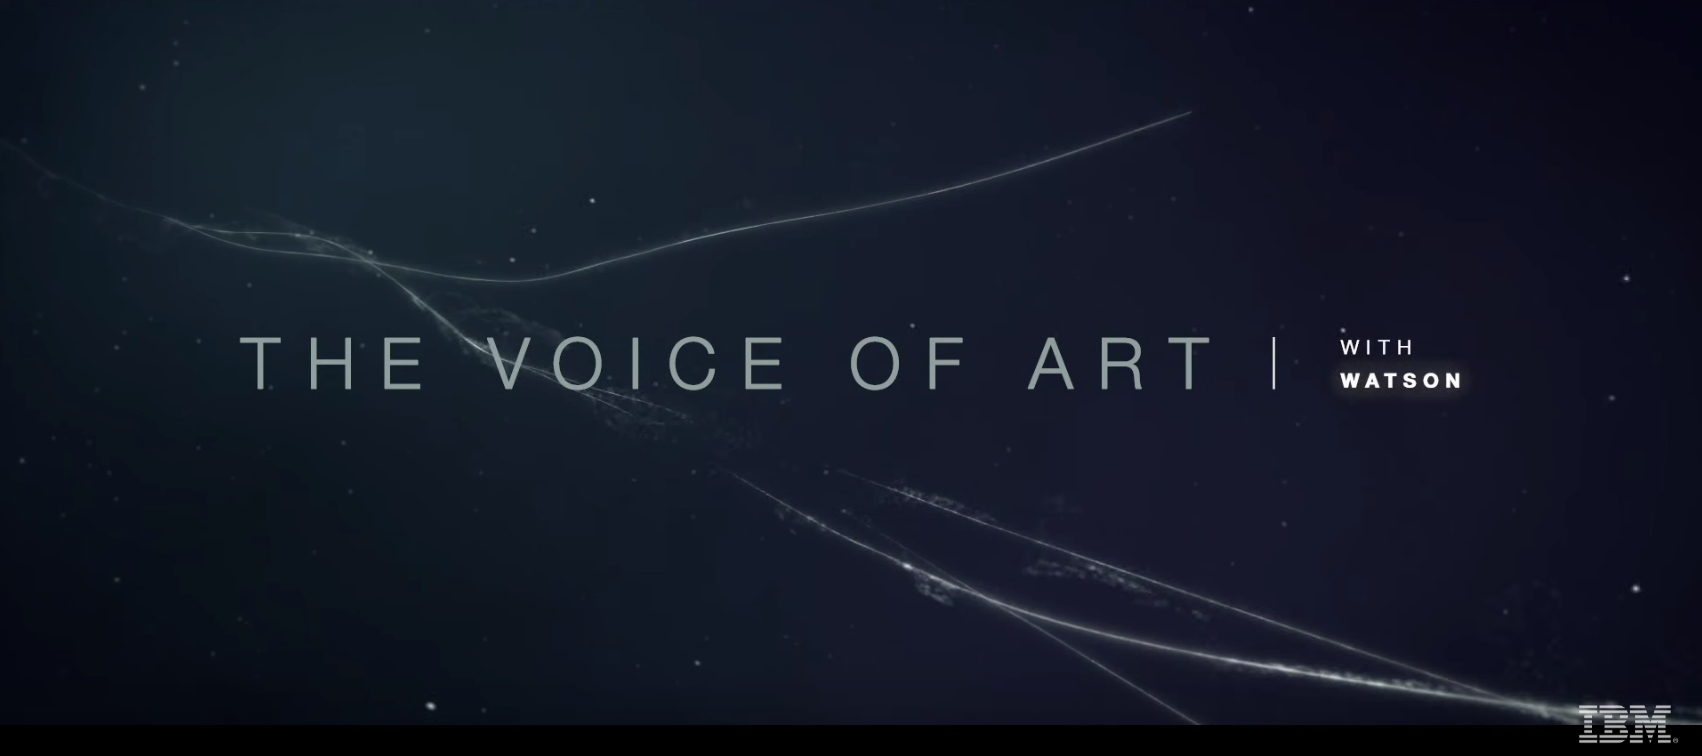 THE VOICE OF ART | WITH
WATSON
IBM®